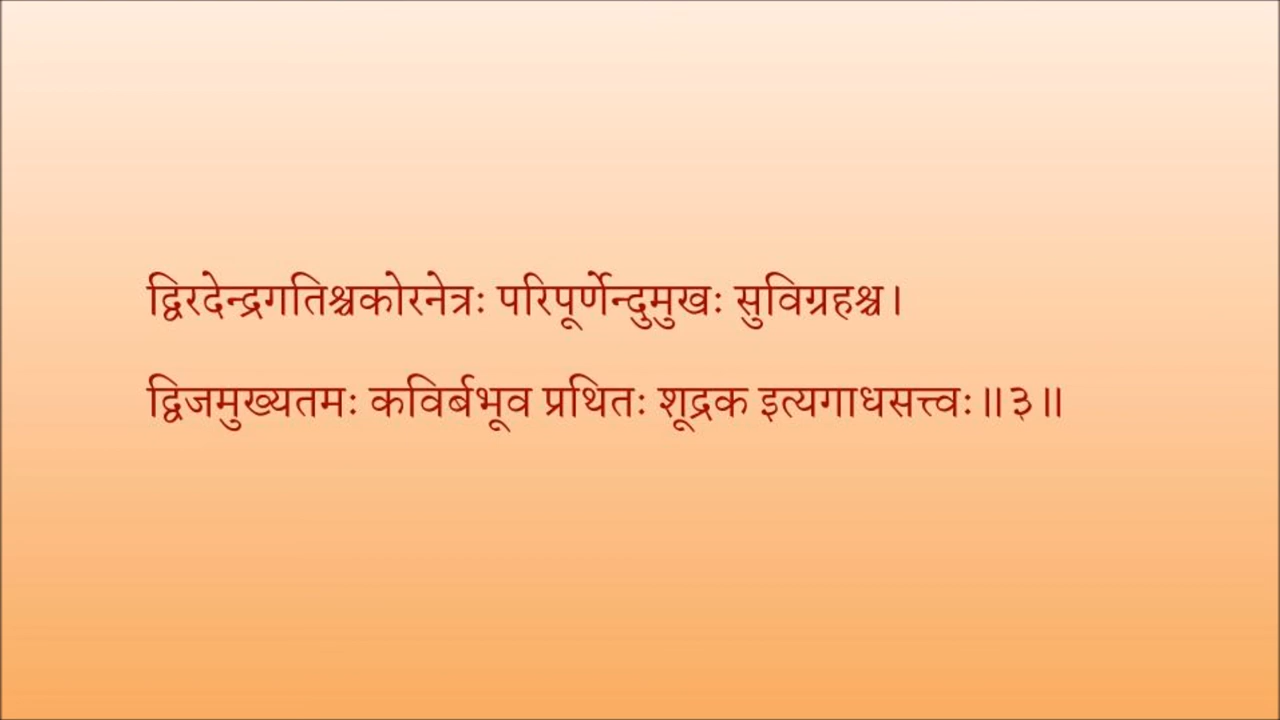 द्विरदेन्द्रगतिश्चकोरनेत्रः परिपूर्णेन्दुमुखः सुविग्रहश्च।
द्विजमुख्यतमः कविर्बभूव प्रथितः शूद्रक इत्यगाधसत्त्वः॥३॥